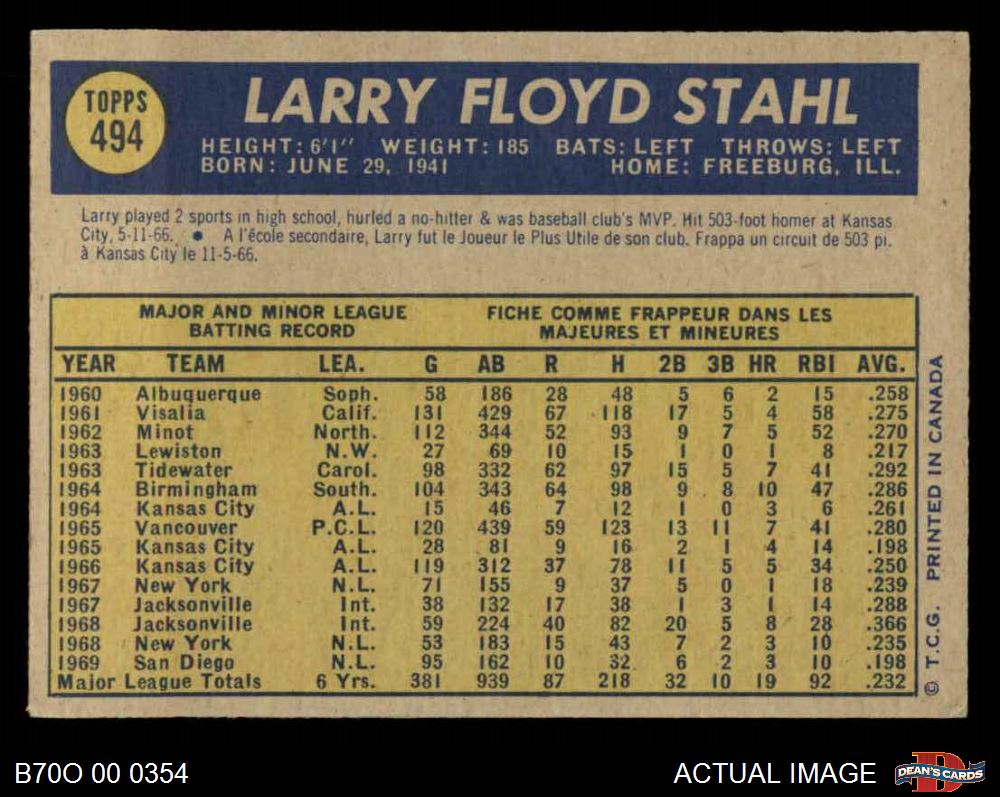 TOPPS
494
LARRY FLOYD STAHL
HEIGHT: 6'1" WEIGHT: 185 BATS: LEFT THROWS: LEFT
BORN: JUNE 29, 1941 HOME: FREEBURG, ILL.
Larry played 2 sports in high school, hurled a no-hitter & was baseball club's MVP. Hit 503-foot homer at Kansas
City, 5-11-66. ● A l'école secondaire, Larry fut le Joueur le Plus Utile de son club. Frappa un circuit de 503 pi.
à Kansas City le 11-5-66.
MAJOR AND MINOR LEAGUE
BATTING RECORD
FICHE COMME FRAPPEUR DANS LES
MAJEURES ET MINEURES
YEAR TEAM LEA. G AB R H 2B 3B HR RBI AVG.
1960 Albuquerque Soph. 58 186 28 48 5 6 2 15 .258
1961 Visalia Calif. 131 429 67 118 17 5 4 58 .275
1962 Minot North. 112 344 52 93 9 7 5 52 .270
1963 Lewiston N.W. 27 69 10 15 1 0 1 8 .217
1963 Tidewater Carol. 98 332 62 97 15 5 7 41 .292
1964 Birmingham South. 104 343 64 98 9 8 10 47 .286
1964 Kansas City A.L. 15 46 7 12 1 0 3 6 .261
1965 Vancouver P.C.L. 120 439 59 123 13 11 7 41 .280
1965 Kansas City A.L. 28 81 9 16 2 1 4 14 .198
1966 Kansas City A.L. 119 312 37 78 11 5 5 34 .250
1967 New York N.L. 71 155 9 37 5 0 1 18 .239
1967 Jacksonville Int. 38 132 17 38 1 3 1 14 .288
1968 Jacksonville Int. 59 224 40 82 20 5 8 28 .366
1968 New York N.L. 53 183 15 43 7 2 3 10 .235
1969 San Diego N.L. 95 162 10 32 6 2 3 10 .198
Major League Totals 6 Yrs. 381 939 87 218 32 10 19 92 .232
© T.C.G. PRINTED IN CANADA
B70O 00 0354
ACTUAL IMAGE
DEAN'S CARDS